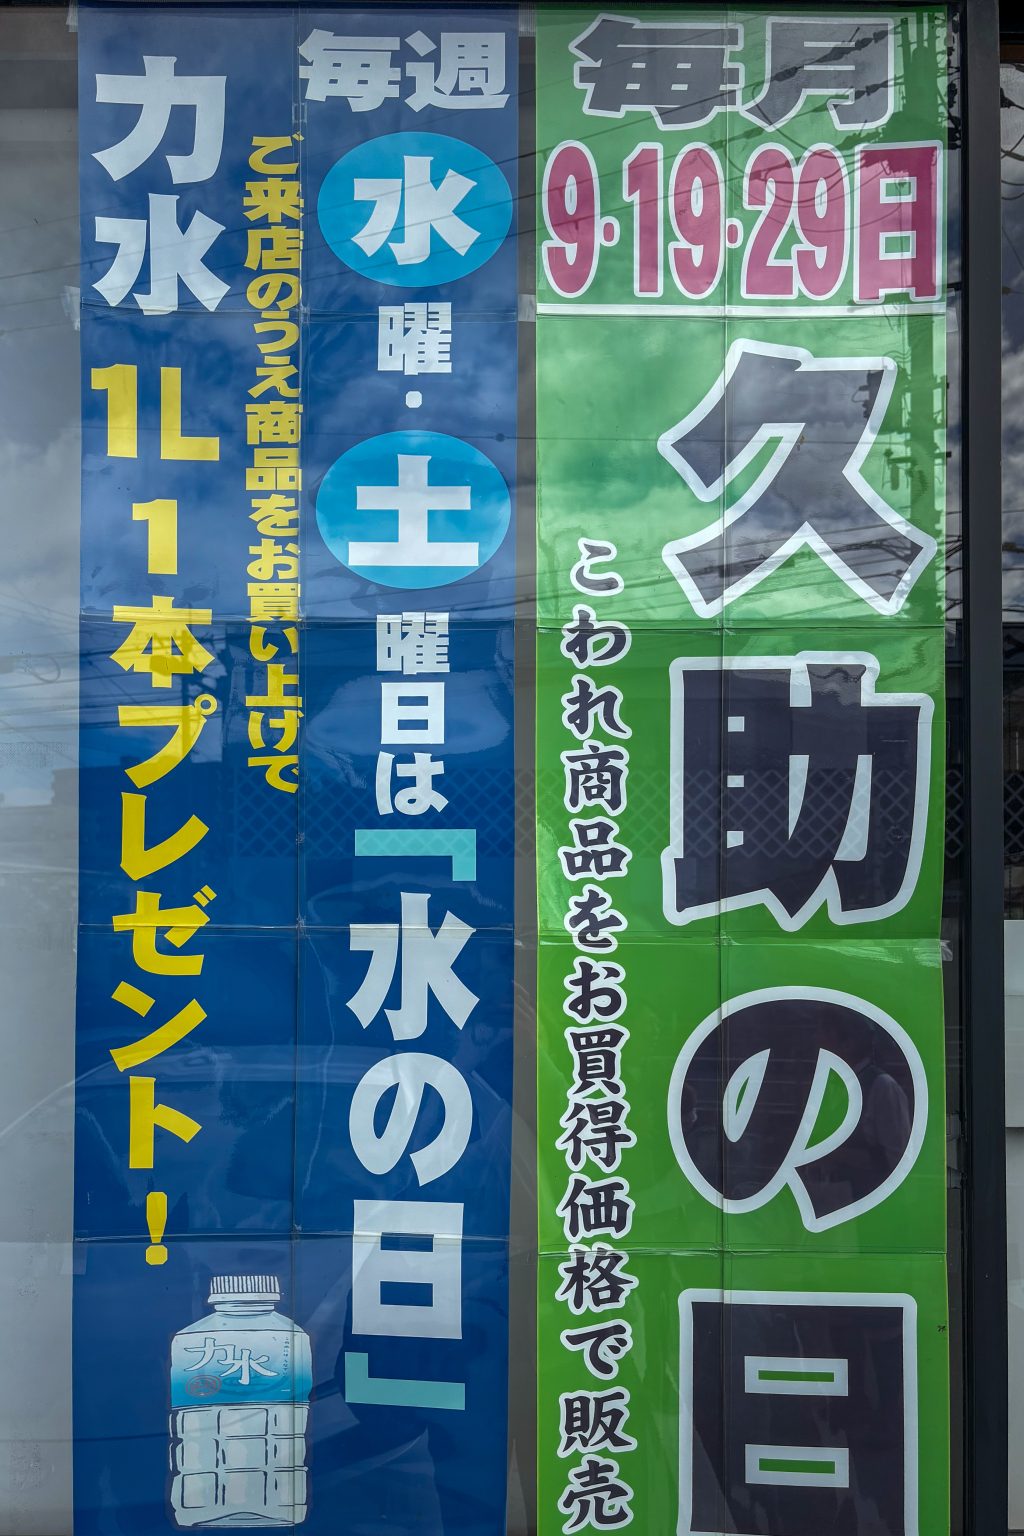 毎月
9・19・29日
久助の日
こわれ商品をお買得価格で販売
毎週
水
曜・
土
曜日は
「水の日」
ご来店のうえ商品をお買い上げで
力水
1L
1本プレゼント!
力水